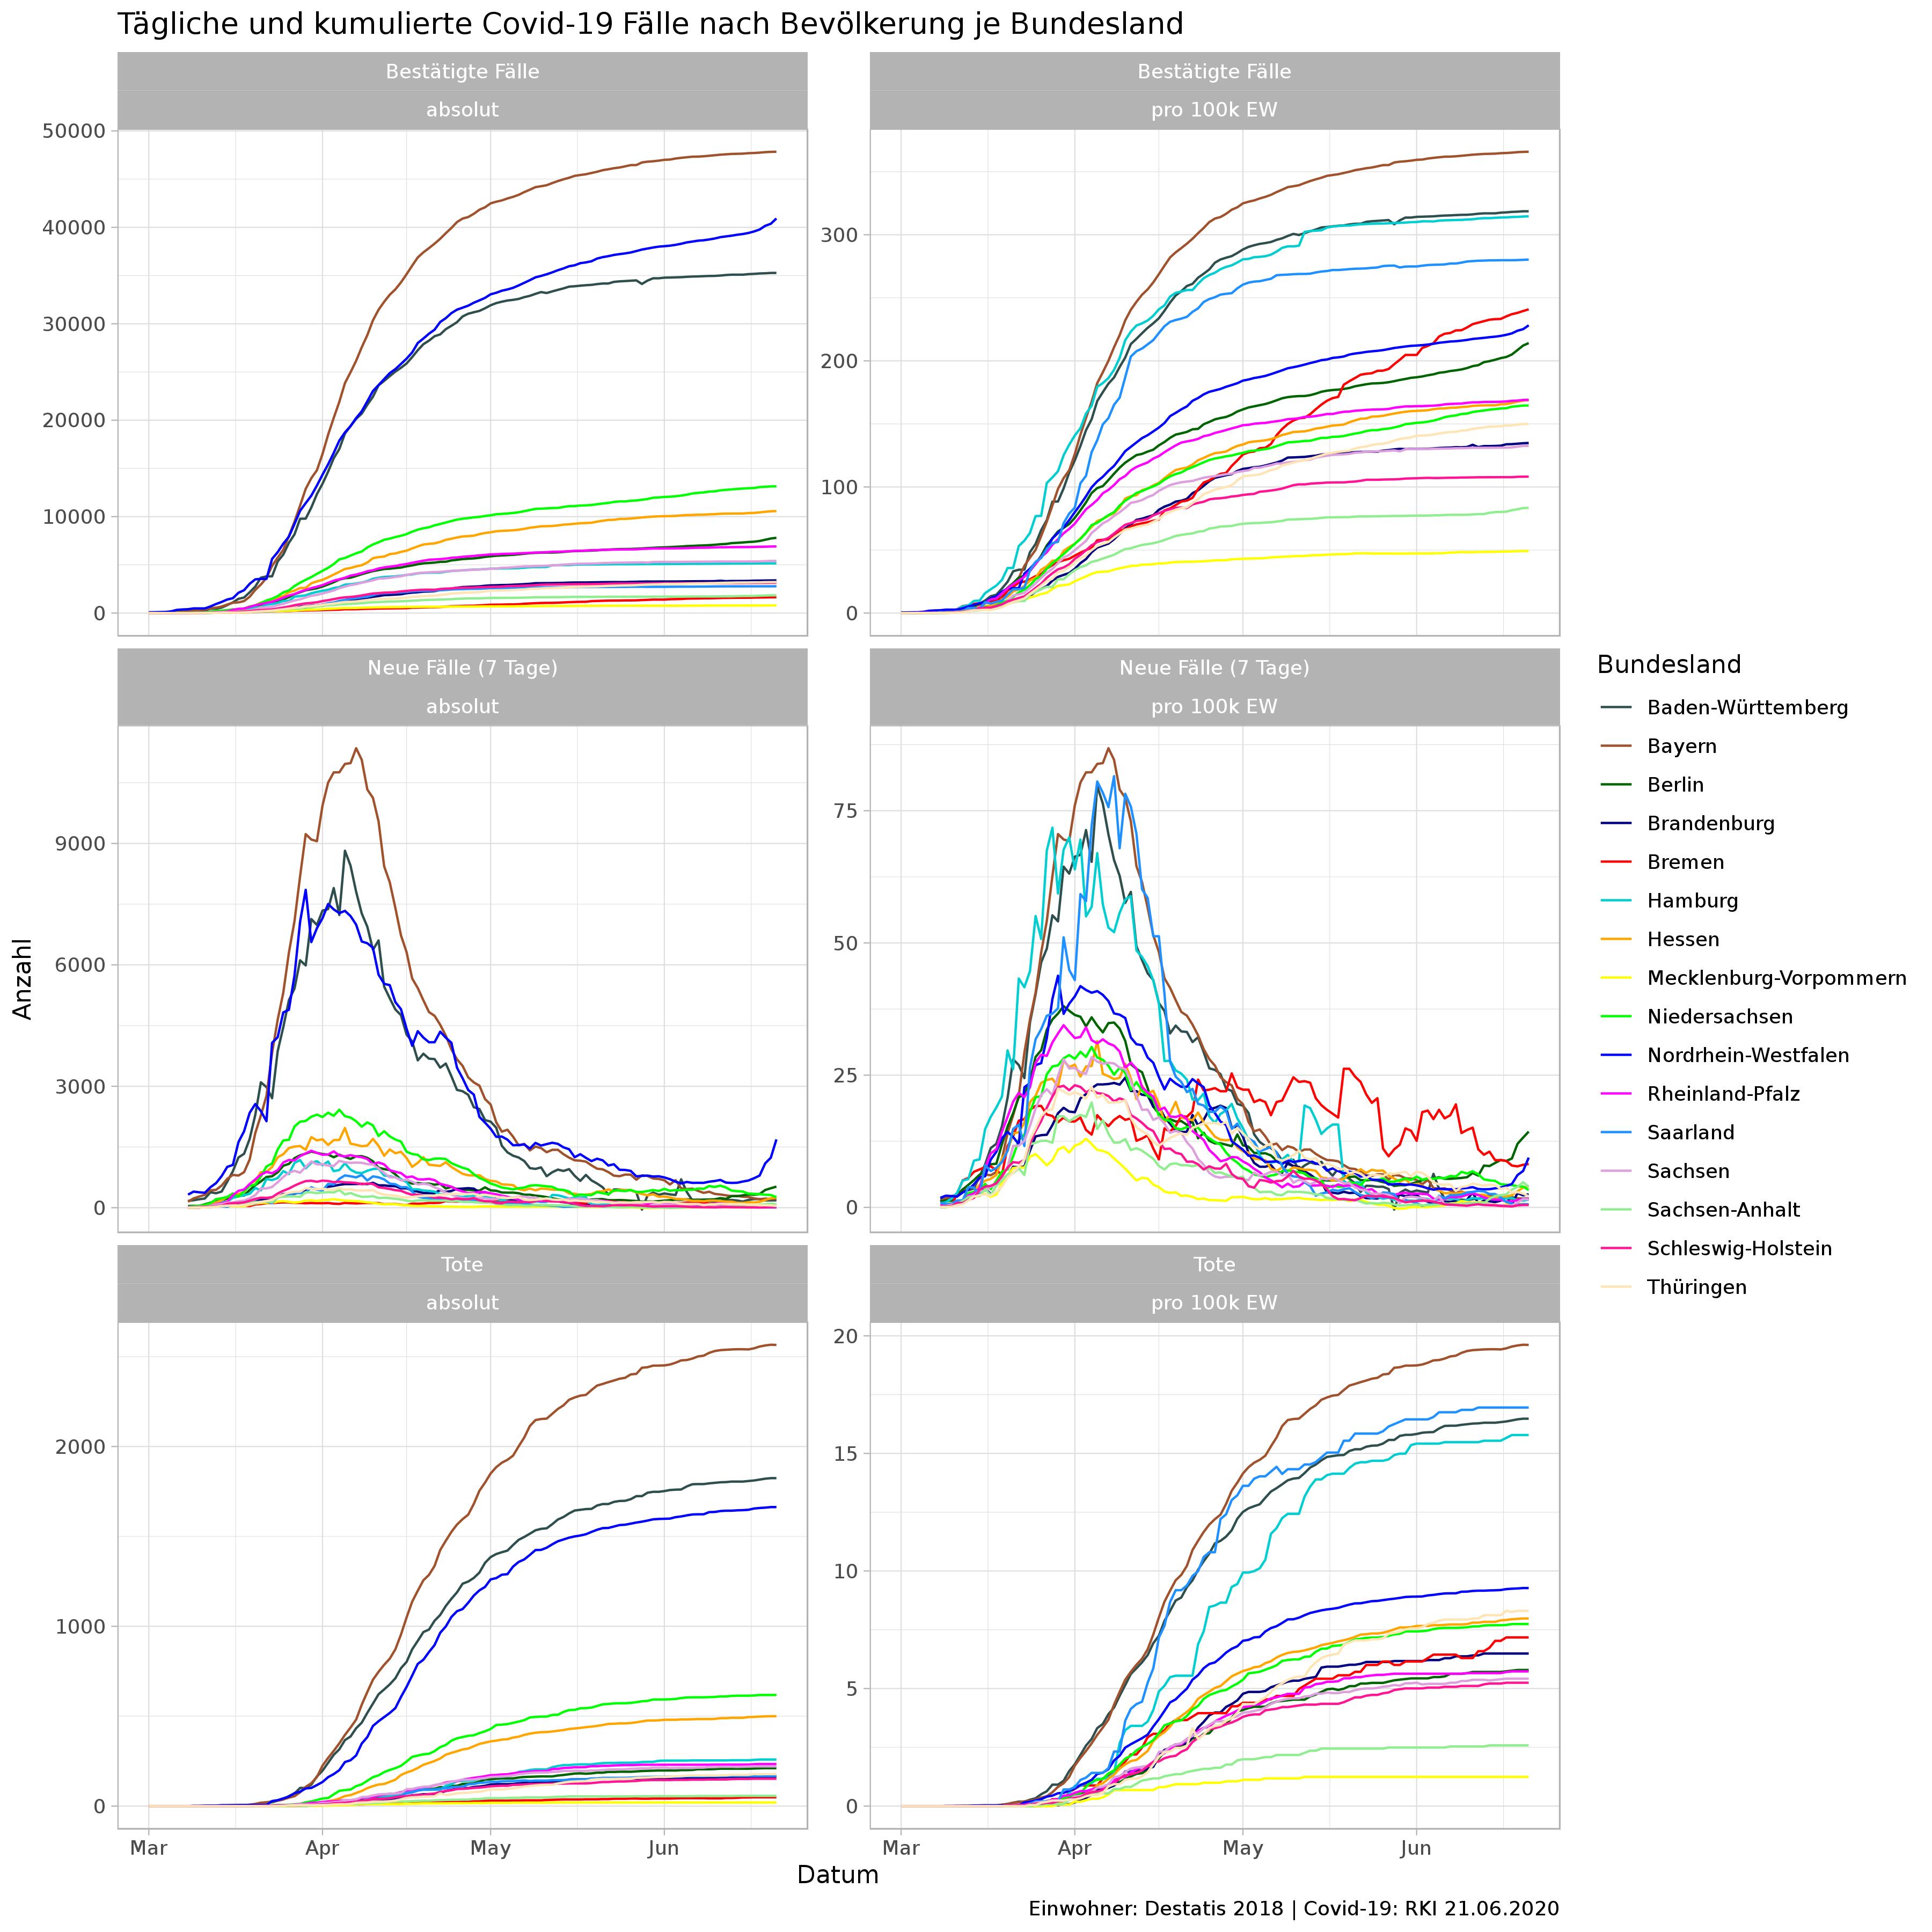 Tägliche und kumulierte Covid-19 Fälle nach Bevölkerung je Bundesland
Bestätigte Fälle
absolut
50000
40000
30000
20000
10000
0
Bestätigte Fälle
pro 100k EW
300
200
100
0
Neue Fälle (7 Tage)
absolut
9000
6000
3000
0
Neue Fälle (7 Tage)
pro 100k EW
75
50
25
0
Tote
absolut
2000
1000
0
Mar Apr May Jun
Tote
pro 100k EW
20
15
10
5
0
Mar Apr May Jun
Anzahl
Datum
Bundesland
Baden-Württemberg
Bayern
Berlin
Brandenburg
Bremen
Hamburg
Hessen
Mecklenburg-Vorpommern
Niedersachsen
Nordrhein-Westfalen
Rheinland-Pfalz
Saarland
Sachsen
Sachsen-Anhalt
Schleswig-Holstein
Thüringen
Einwohner: Destatis 2018 | Covid-19: RKI 21.06.2020